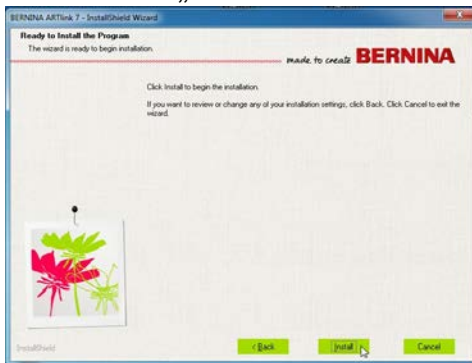 BERNINA ARTlink 7 - InstallShield Wizard
Ready to Install the Program
The wizard is ready to begin installation.
made to create BERNINA
Click Install to begin the installation.
If you want to review or change any of your installation settings, click Back. Click Cancel to exit the
wizard.
InstallShield
< Back Install Cancel